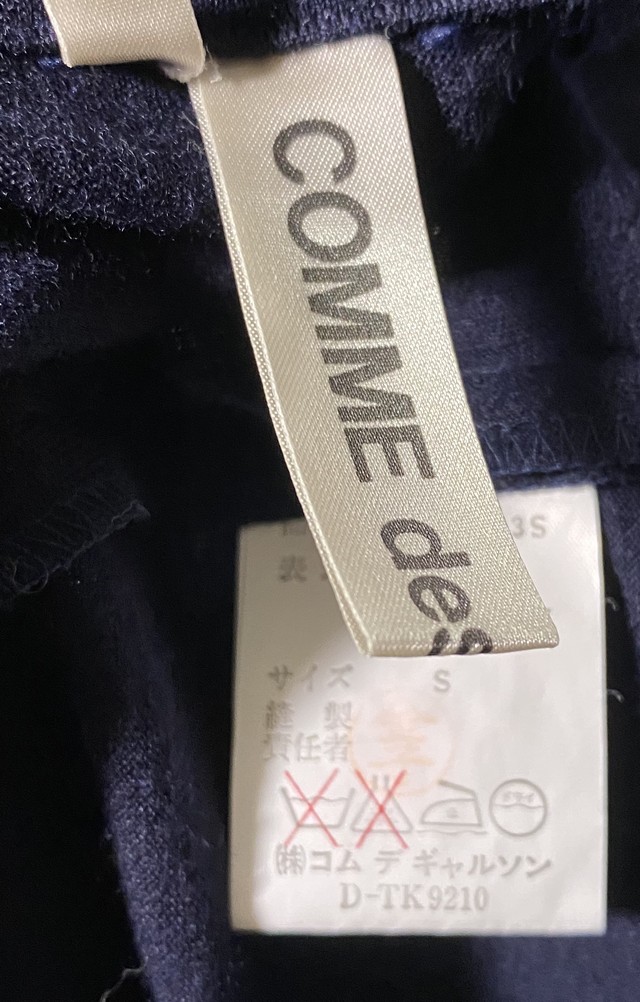 COMME des
3S
表
サイズ S
縫 製
責任者
ドライ
(株)コム デ ギャルソン
D-TK9210